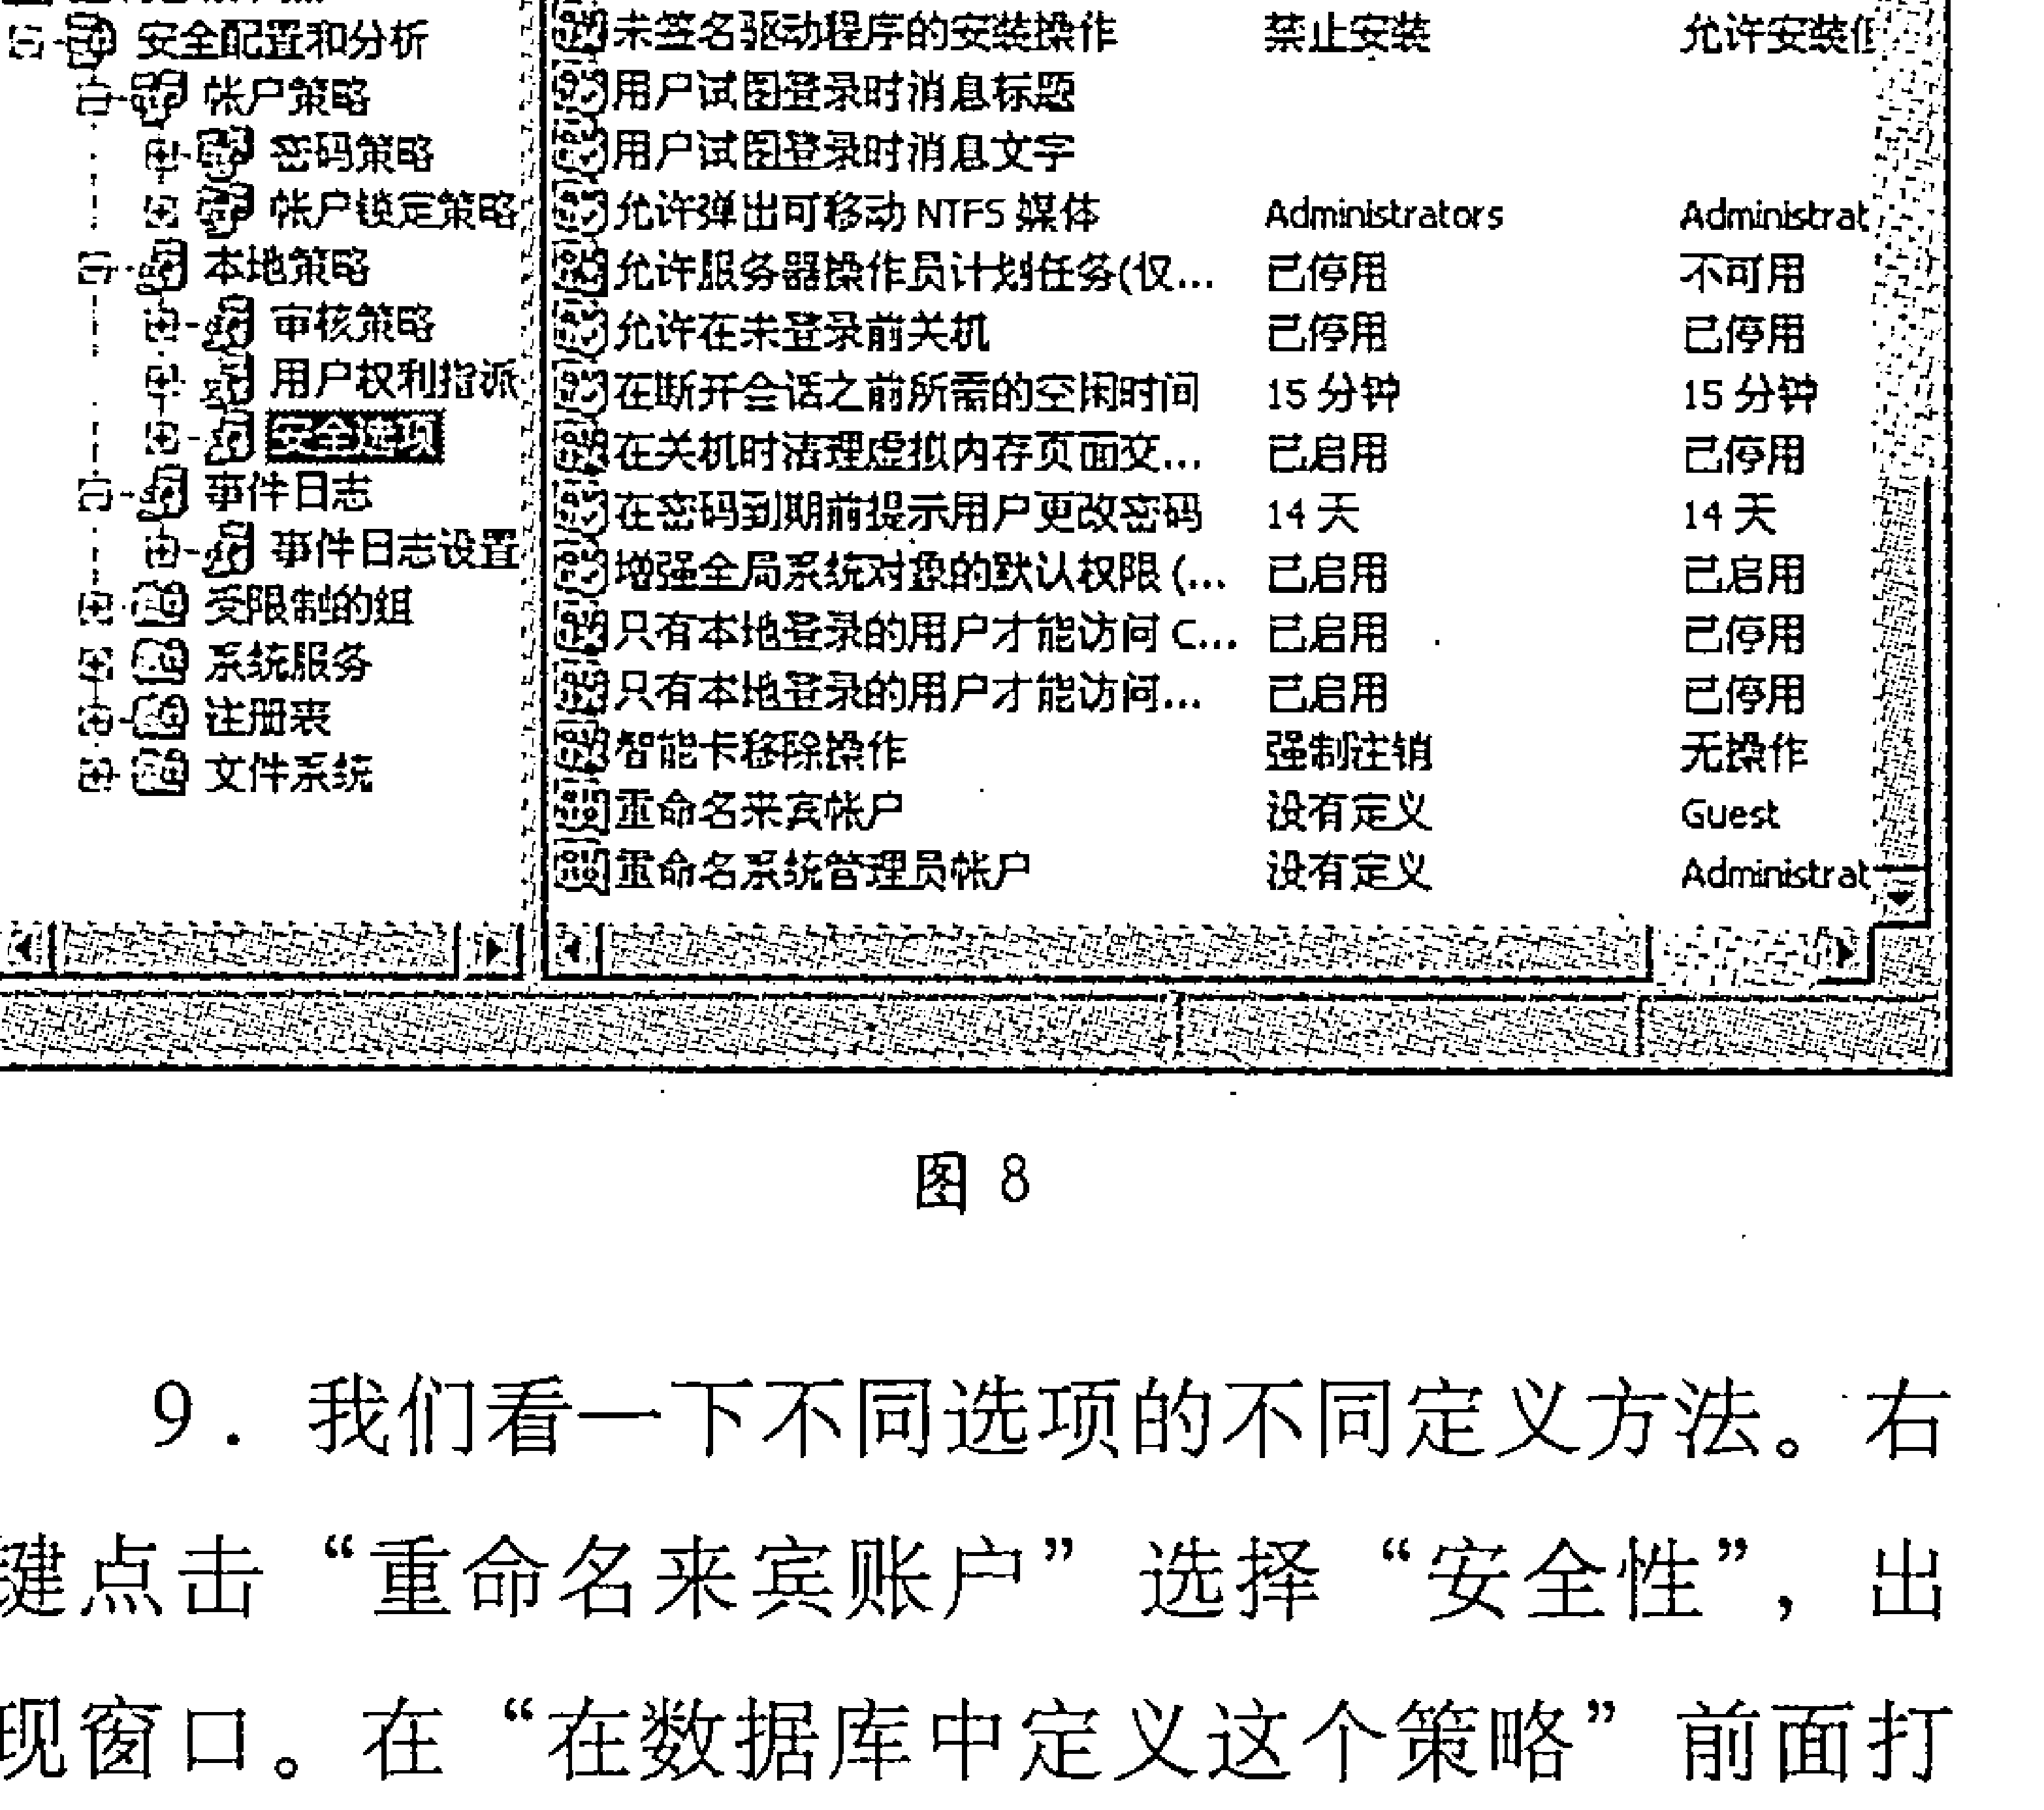 安全配置和分析
帐户策略
密码策略
帐户锁定策略
本地策略
审核策略
用户权利指派
安全选项
事件日志
事件日志设置
受限制的组
系统服务
注册表
文件系统
未签名驱动程序的安装操作 禁止安装 允许安装但
用户试图登录时消息标题
用户试图登录时消息文字
允许弹出可移动 NTFS 媒体 Administrators Administrat
允许服务器操作员计划任务(仅... 已停用 不可用
允许在未登录前关机 已停用 已停用
在断开会话之前所需的空闲时间 15 分钟 15 分钟
在关机时清理虚拟内存页面交... 已启用 已停用
在密码到期前提示用户更改密码 14 天 14 天
增强全局系统对象的默认权限 (... 已启用 已启用
只有本地登录的用户才能访问 C... 已启用 已停用
只有本地登录的用户才能访问... 已启用 已停用
智能卡移除操作 强制注销 无操作
重命名来宾帐户 没有定义 Guest
重命名系统管理员帐户 没有定义 Administrat
图 8
9. 我们看一下不同选项的不同定义方法。右
键点击“重命名来宾账户”选择“安全性”，出
现窗口。在“在数据库中定义这个策略”前面打